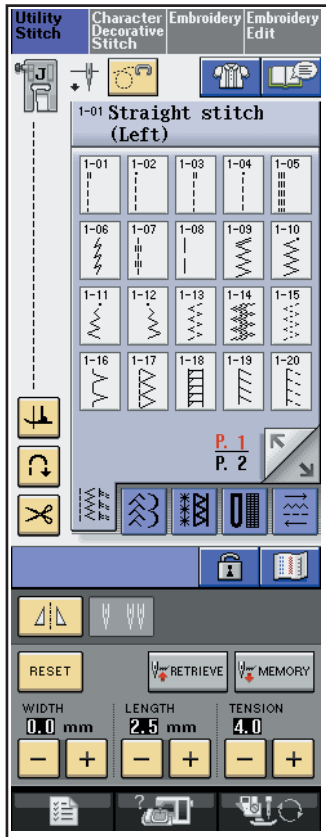 Utility
Stitch
Character
Decorative
Stitch
Embroidery
Embroidery
Edit
J
1-01 Straight stitch
(Left)
1-01 1-02 1-03 1-04 1-05
1-06 1-07 1-08 1-09 1-10
1-11 1-12 1-13 1-14 1-15
1-16 1-17 1-18 1-19 1-20
P. 1
P. 2
RESET
RETRIEVE
MEMORY
WIDTH LENGTH TENSION
0.0 mm 2.5 mm 4.0
− + − + − +
?